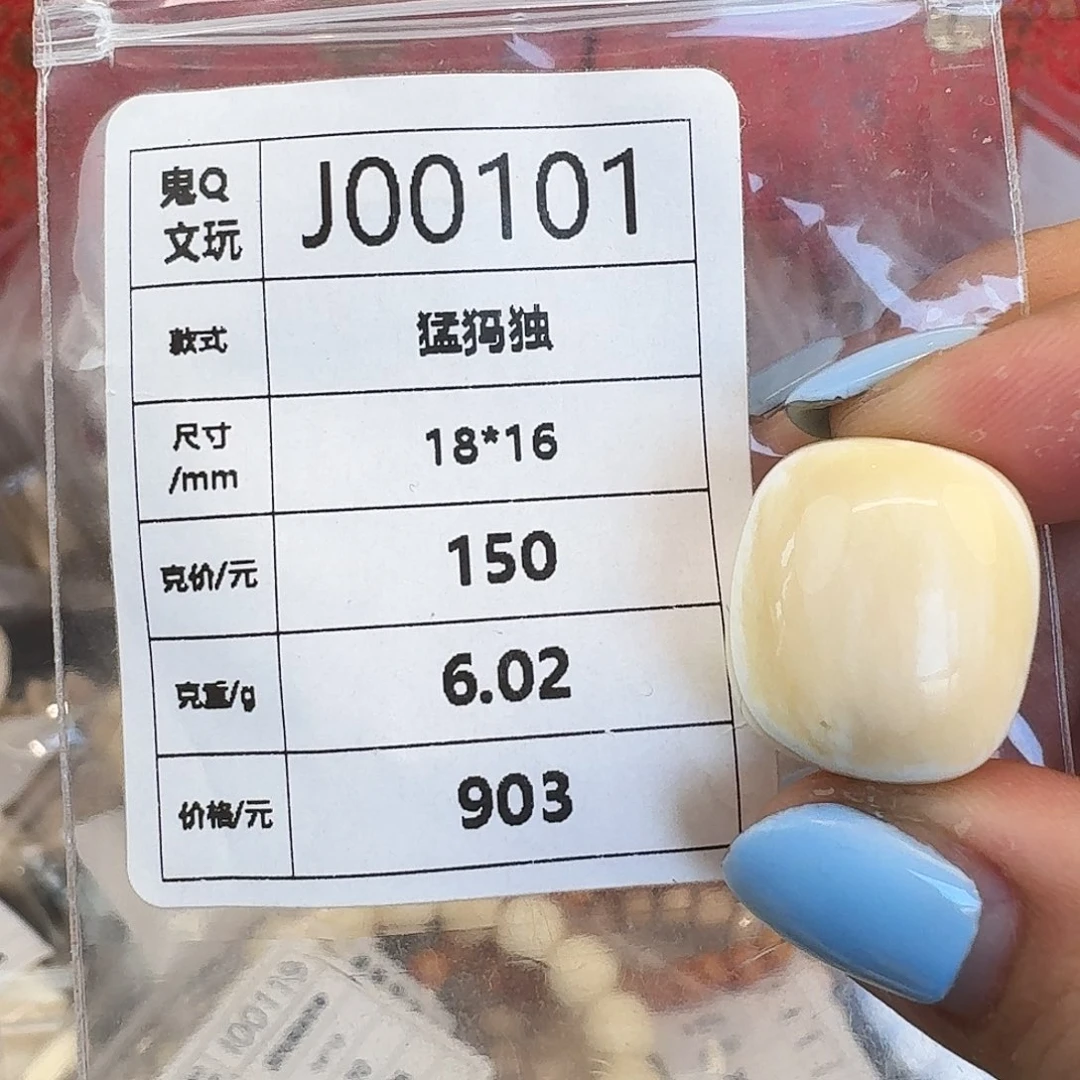 鬼Q
文玩
J00101
款式
猛犸独
尺寸
/mm
18*16
克价/元
150
克重/g
6.02
价格/元
903